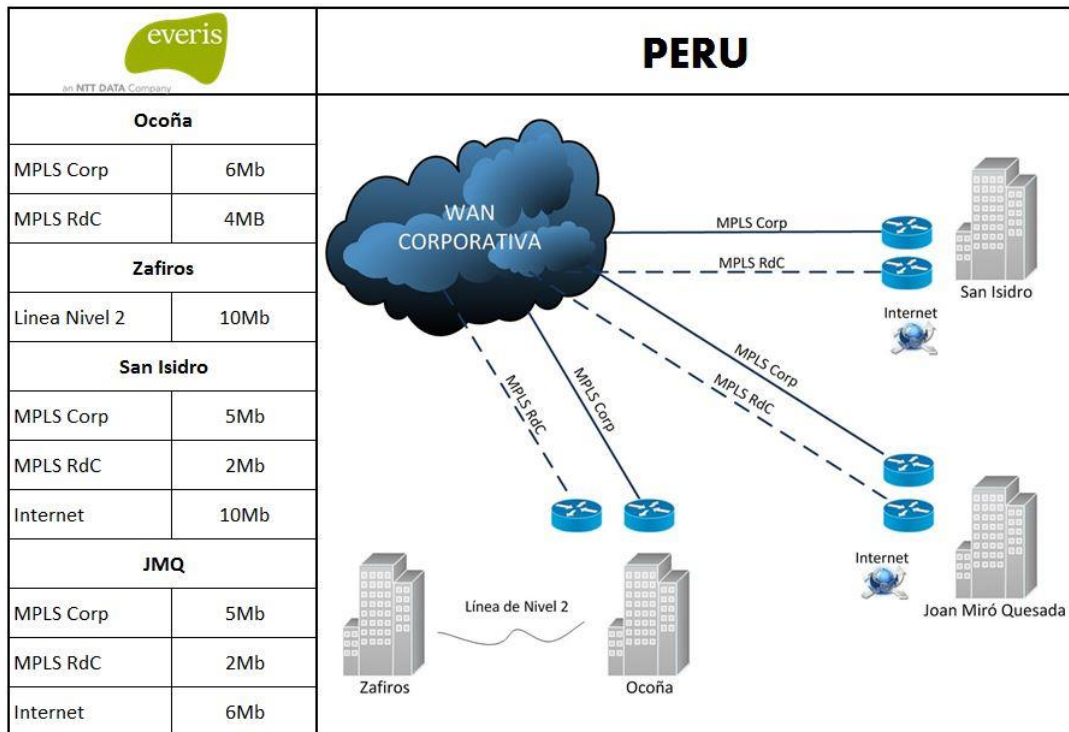 everis
an NTT DATA Company
PERU
Ocoña
MPLS Corp 6Mb
MPLS RdC 4MB
Zafiros
Linea Nivel 2 10Mb
San Isidro
MPLS Corp 5Mb
MPLS RdC 2Mb
Internet 10Mb
JMQ
MPLS Corp 5Mb
MPLS RdC 2Mb
Internet 6Mb
WAN
CORPORATIVA
MPLS Corp
MPLS RdC
San Isidro
Internet
MPLS Corp
MPLS RdC
MPLS RdC
MPLS Corp
Internet
Joan Miró Quesada
Línea de Nivel 2
Zafiros
Ocoña